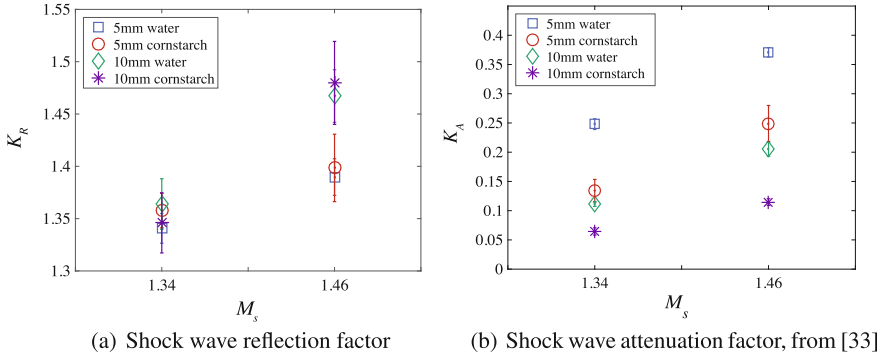 1.55
1.5
1.45
1.4
1.35
1.3
K_R
5mm water
5mm cornstarch
10mm water
10mm cornstarch
1.34
1.46
M_s
(a) Shock wave reflection factor
0.4
0.35
0.3
0.25
0.2
0.15
0.1
0.05
0
K_A
5mm water
5mm cornstarch
10mm water
10mm cornstarch
1.34
1.46
M_s
(b) Shock wave attenuation factor, from [33]